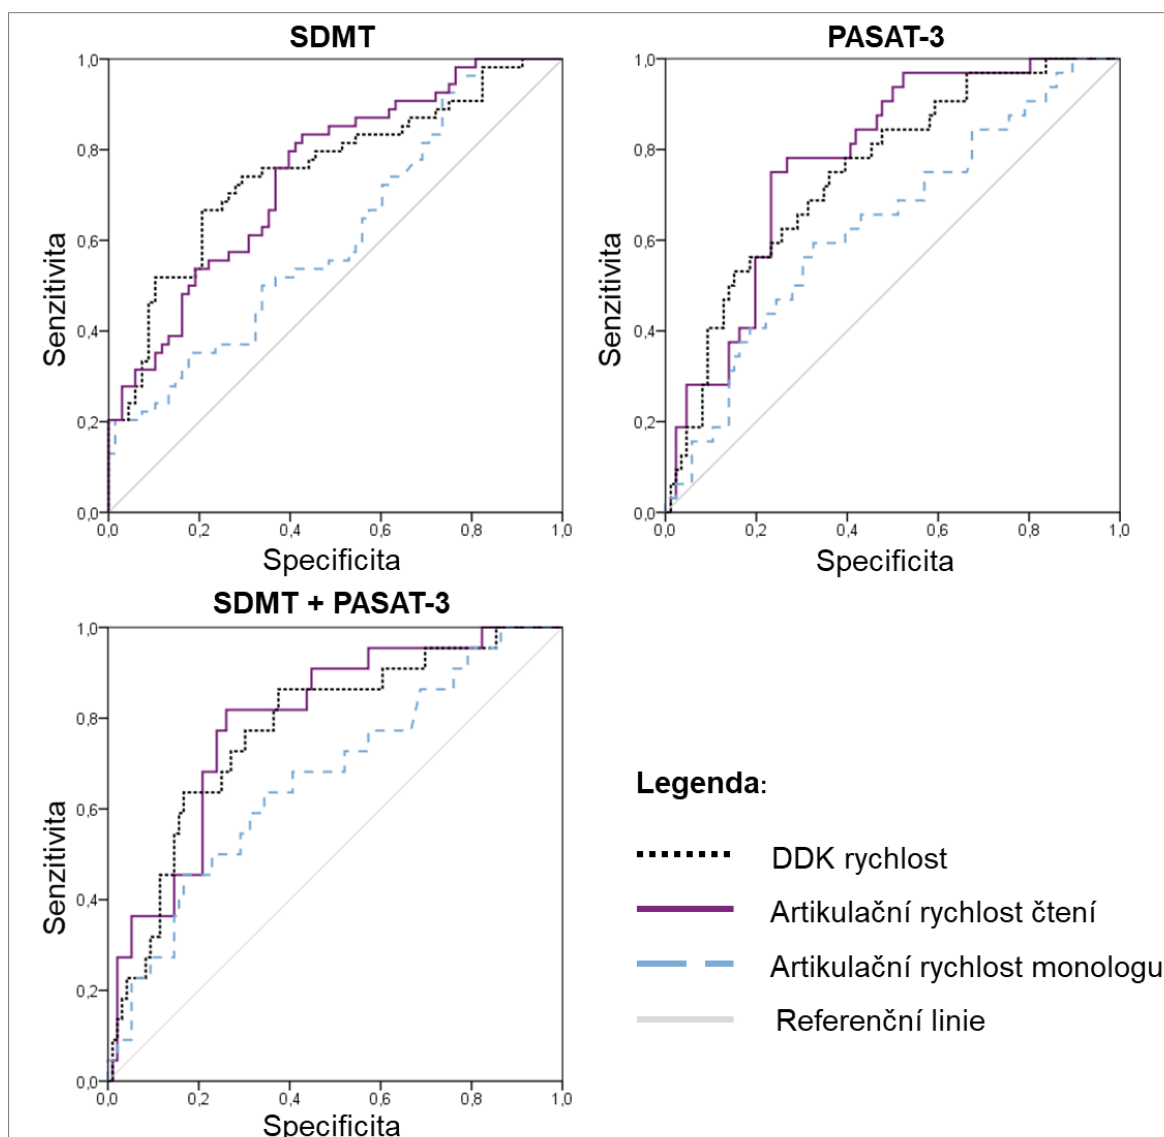 SDMT
1,0
0,8
0,6
0,4
0,2
0,0
Senzitivita
0,0 0,2 0,4 0,6 0,8 1,0
Specificita
PASAT-3
1,0
0,8
0,6
0,4
0,2
0,0
Senzitivita
0,0 0,2 0,4 0,6 0,8 1,0
Specificita
SDMT + PASAT-3
1,0
0,8
0,6
0,4
0,2
0,0
Senzitivita
0,0 0,2 0,4 0,6 0,8 1,0
Specificita
Legenda:
DDK rychlost
Artikulační rychlost čtení
Artikulační rychlost monologu
Referenční linie